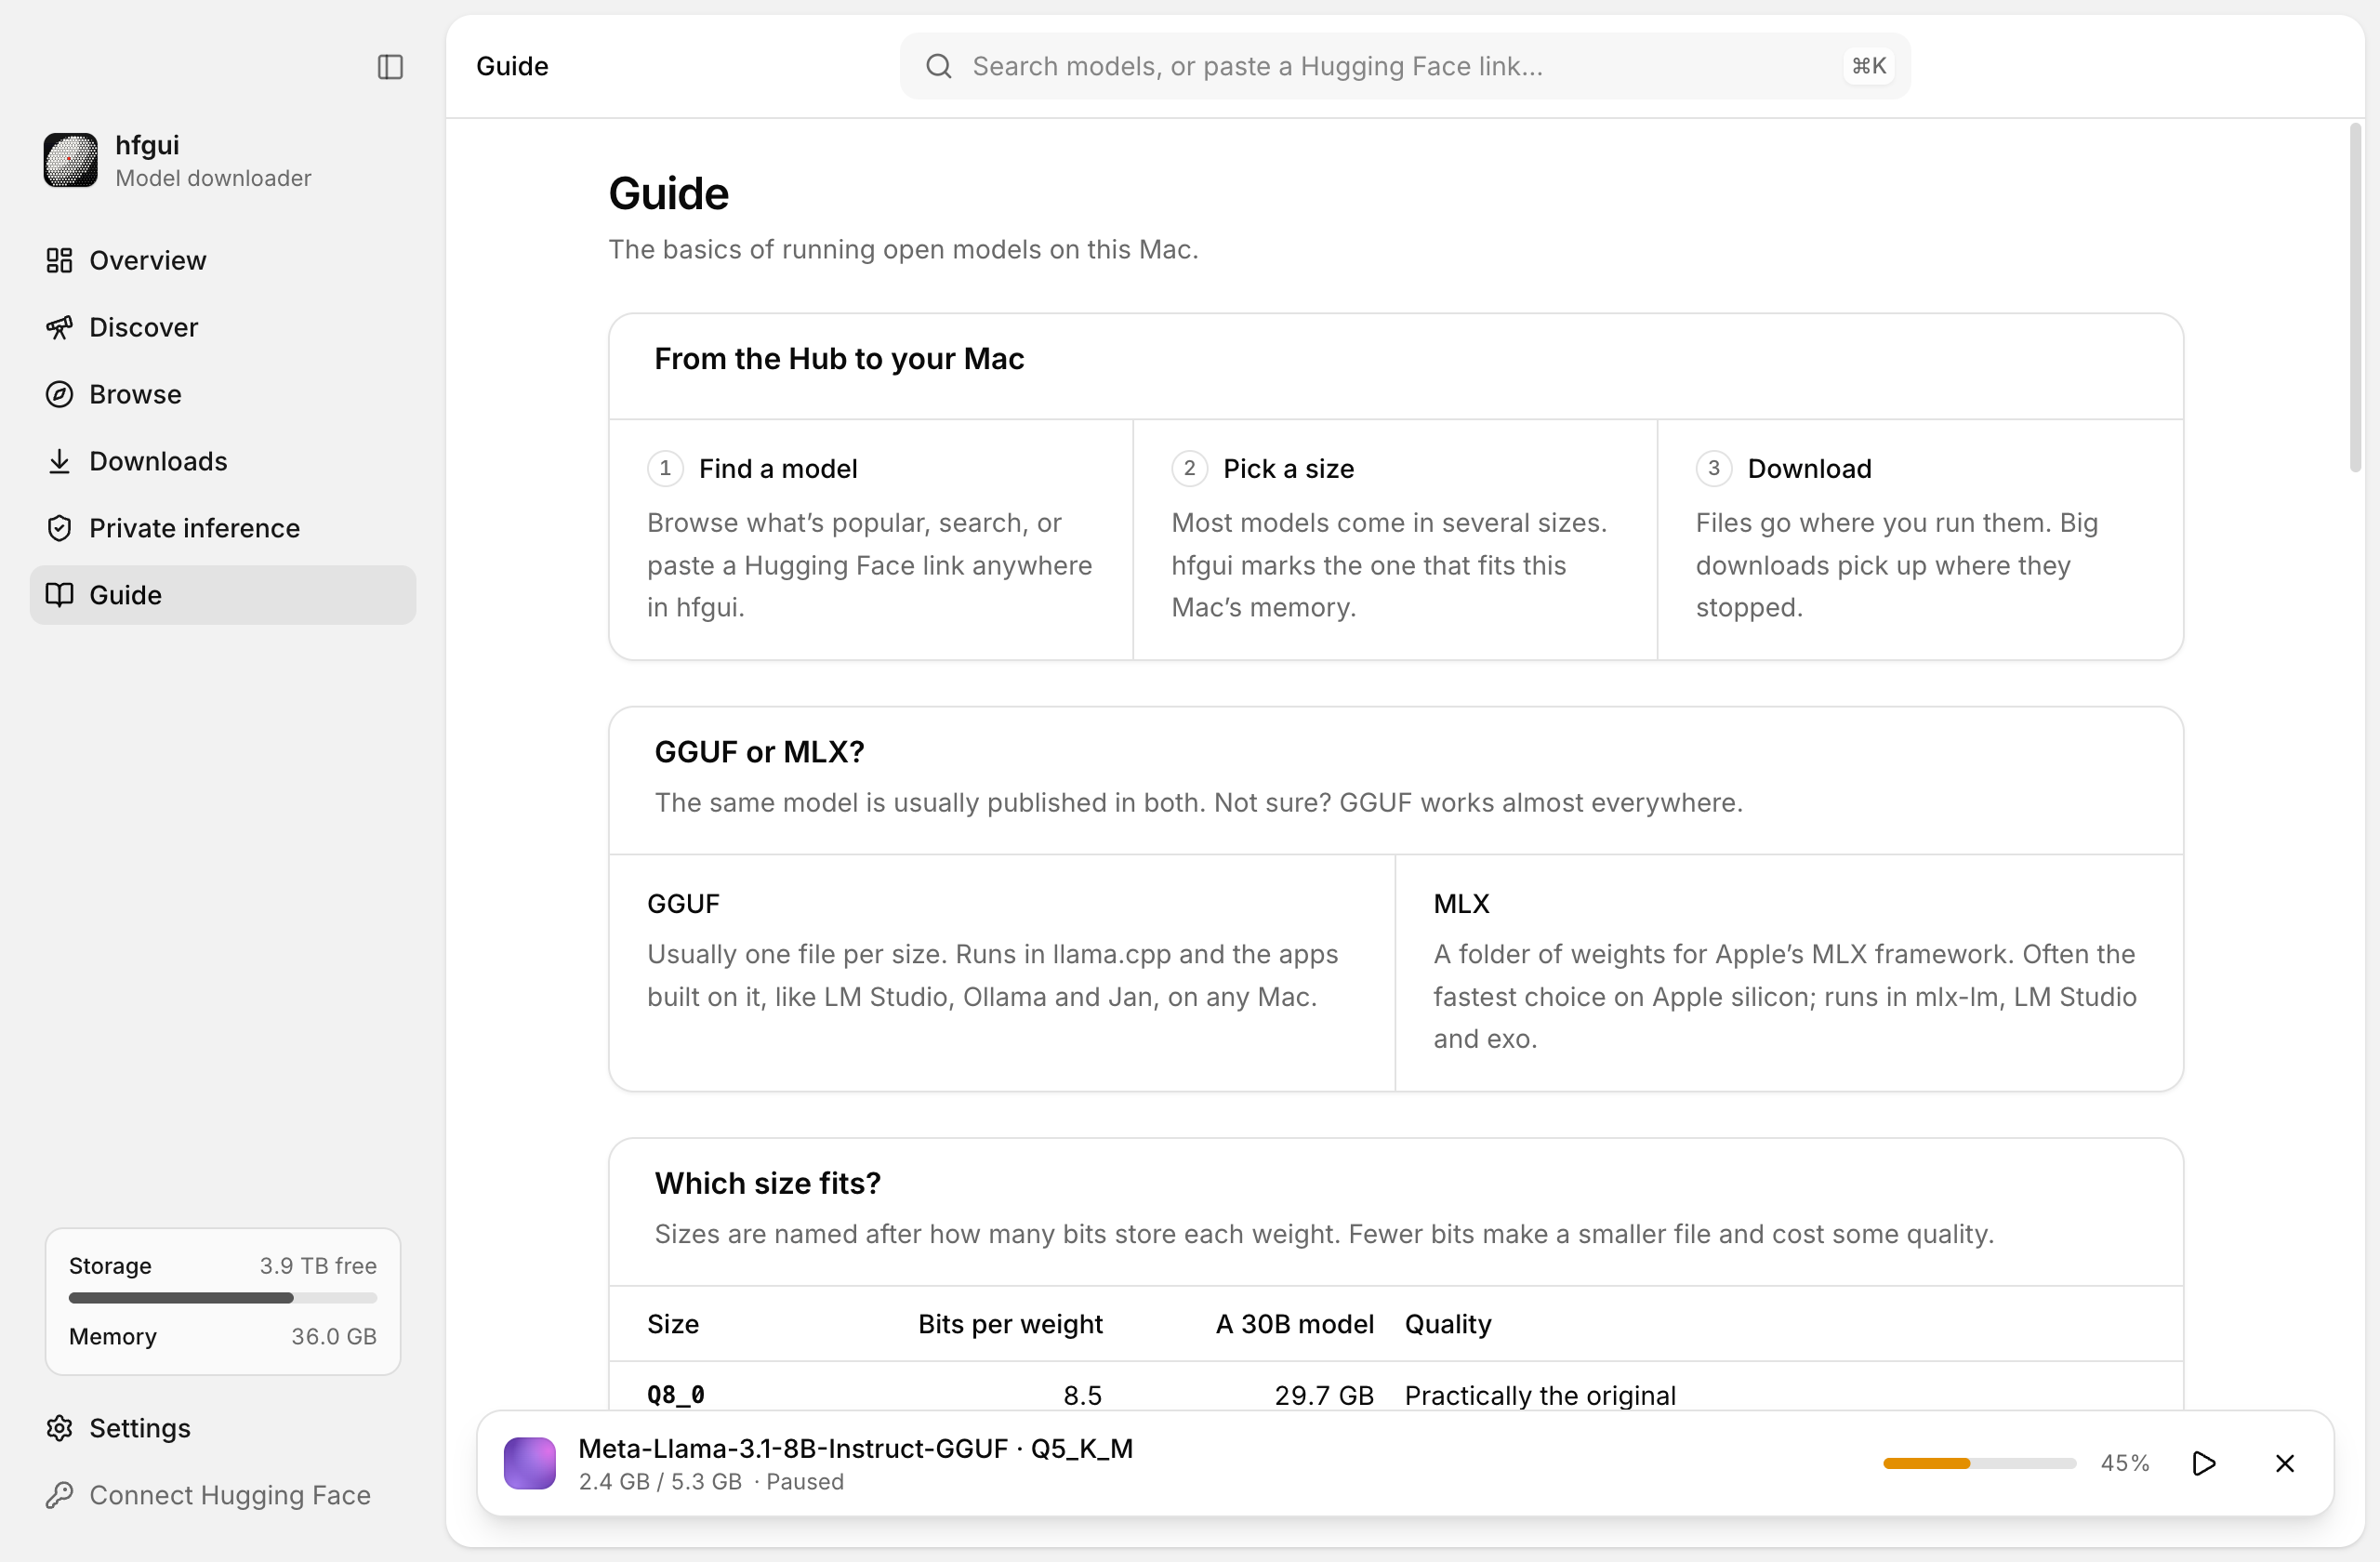 hfgui
Model downloader
Overview
Discover
Browse
Downloads
Private inference
Guide
Storage 3.9 TB free
Memory 36.0 GB
Settings
Connect Hugging Face
Guide
Search models, or paste a Hugging Face link...
⌘K
Guide
The basics of running open models on this Mac.
From the Hub to your Mac
1 Find a model
Browse what’s popular, search, or
paste a Hugging Face link anywhere
in hfgui.
2 Pick a size
Most models come in several sizes.
hfgui marks the one that fits this
Mac’s memory.
3 Download
Files go where you run them. Big
downloads pick up where they
stopped.
GGUF or MLX?
The same model is usually published in both. Not sure? GGUF works almost everywhere.
GGUF
Usually one file per size. Runs in llama.cpp and the apps
built on it, like LM Studio, Ollama and Jan, on any Mac.
MLX
A folder of weights for Apple’s MLX framework. Often the
fastest choice on Apple silicon; runs in mlx-lm, LM Studio
and exo.
Which size fits?
Sizes are named after how many bits store each weight. Fewer bits make a smaller file and cost some quality.
Size Bits per weight A 30B model Quality
Q8_0 8.5 29.7 GB Practically the original
Meta-Llama-3.1-8B-Instruct-GGUF · Q5_K_M
2.4 GB / 5.3 GB · Paused
45%